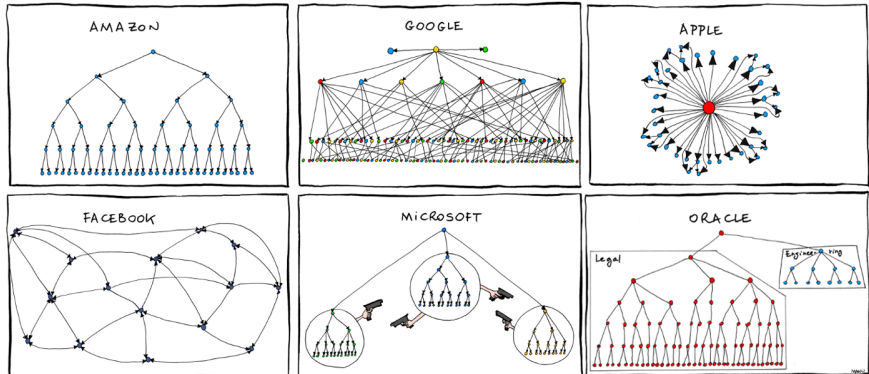 AMAZON
GOOGLE
APPLE
FACEBOOK
MiCROSOFT
ORACLE
Legal
Engineering